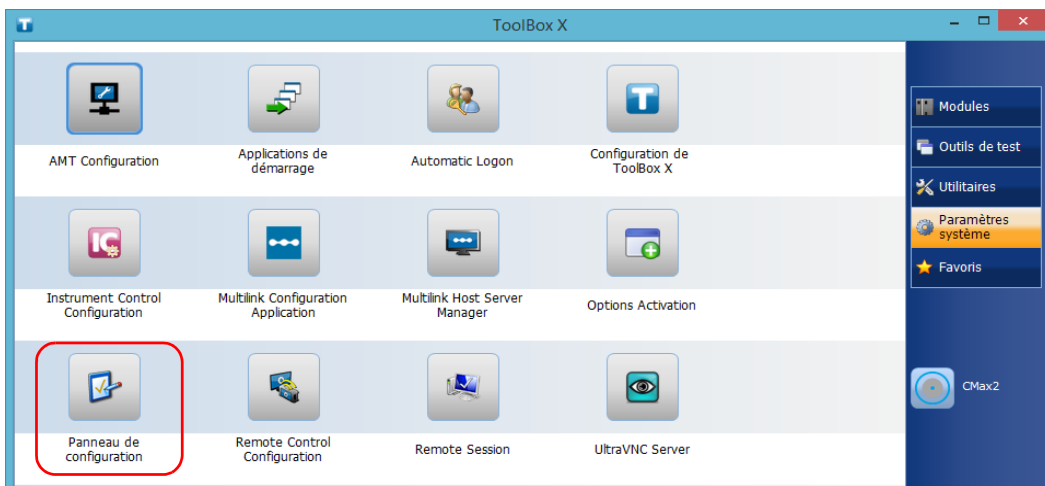 ToolBox X
AMT Configuration
Applications de
démarrage
Automatic Logon
Configuration de
ToolBox X
Instrument Control
Configuration
Multilink Configuration
Application
Multilink Host Server
Manager
Options Activation
Panneau de
configuration
Remote Control
Configuration
Remote Session
UltraVNC Server
Modules
Outils de test
Utilitaires
Paramètres
système
Favoris
CMax2